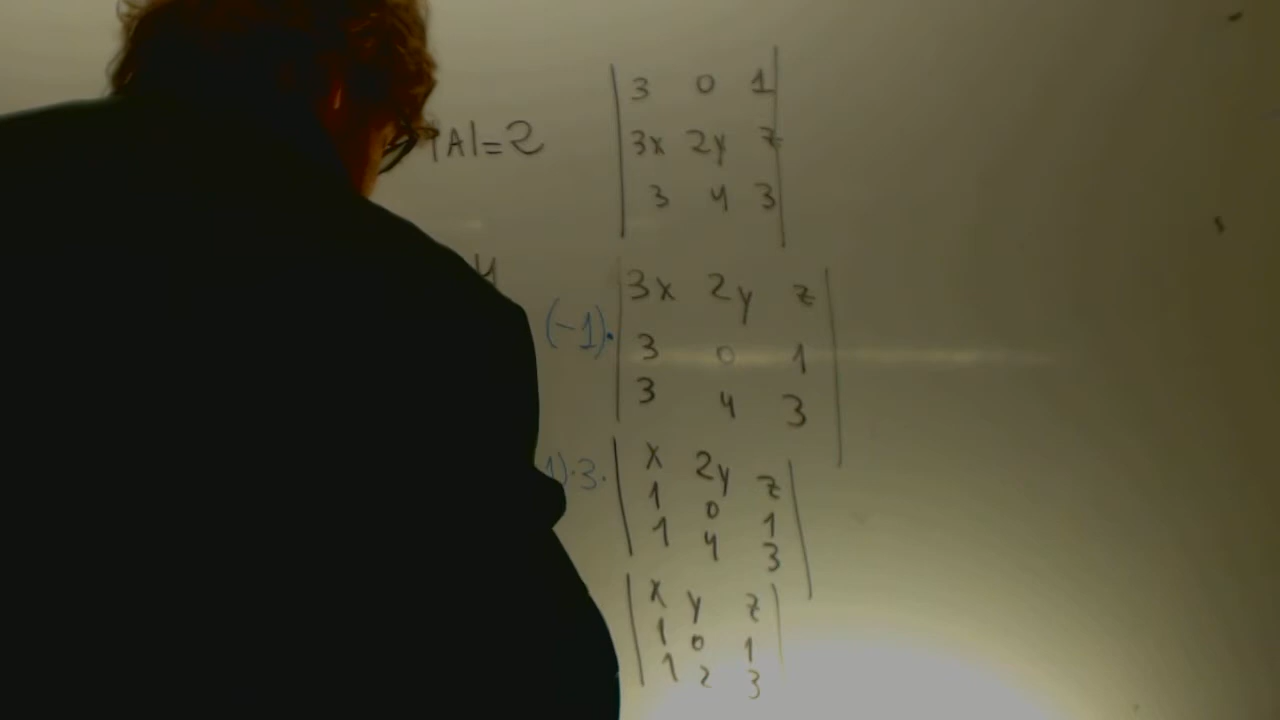 |A|=2
| 3 0 1 |
| 3x 2y z |
| 3 4 3 |
y
(-1)· | 3x 2y z |
| 3 0 1 |
| 3 4 3 |
1)·3· | x 2y z |
| 1 0 1 |
| 1 4 3 |
| x y z |
| 1 0 1 |
| 1 2 3 |